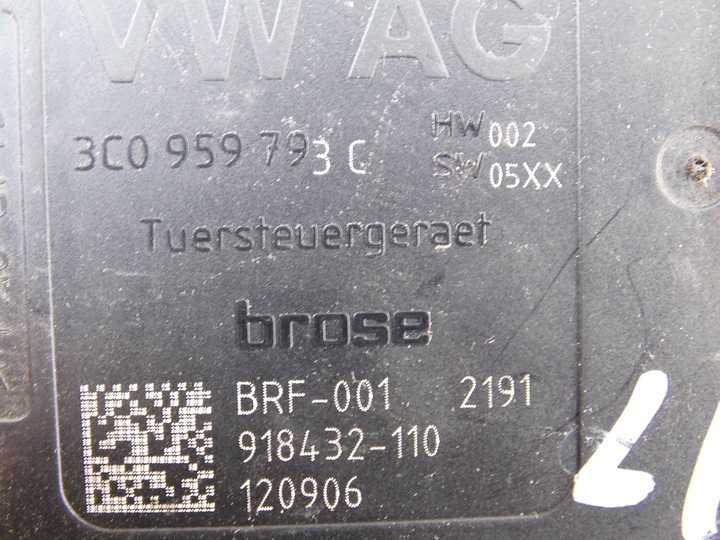 VW AG
3C0 959 793 C HW 002
SW 05XX
Tuersteuergeraet
brose
BRF-001 2191
918432-110
120906